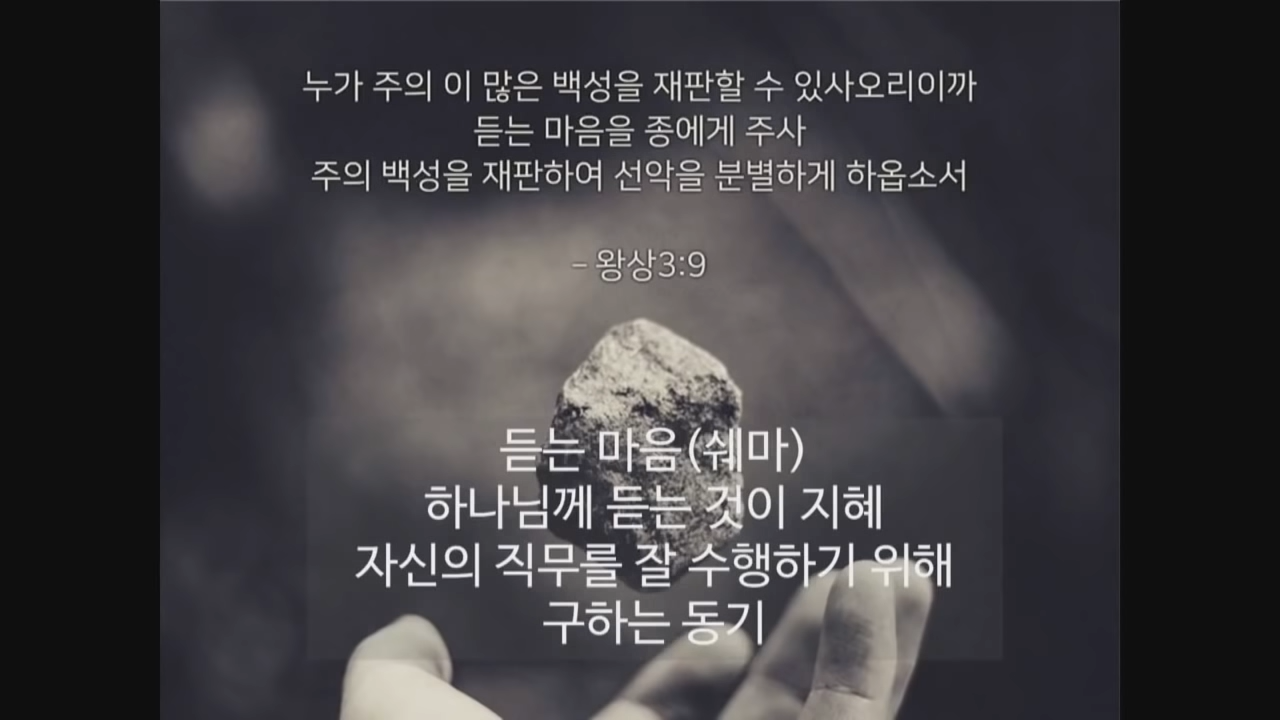 누가 주의 이 많은 백성을 재판할 수 있사오리이까
듣는 마음을 종에게 주사
주의 백성을 재판하여 선악을 분별하게 하옵소서
– 왕상3:9
듣는 마음(쉐마)
하나님께 듣는 것이 지혜
자신의 직무를 잘 수행하기 위해
구하는 동기